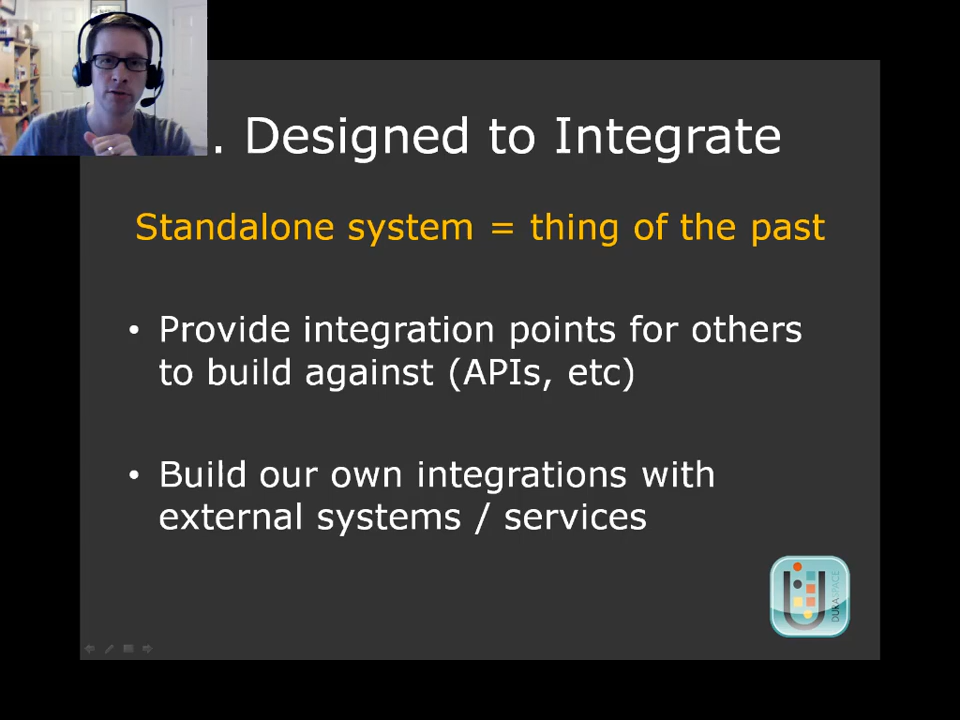 . Designed to Integrate
Standalone system = thing of the past
• Provide integration points for others
to build against (APIs, etc)
• Build our own integrations with
external systems / services
DURASPACE